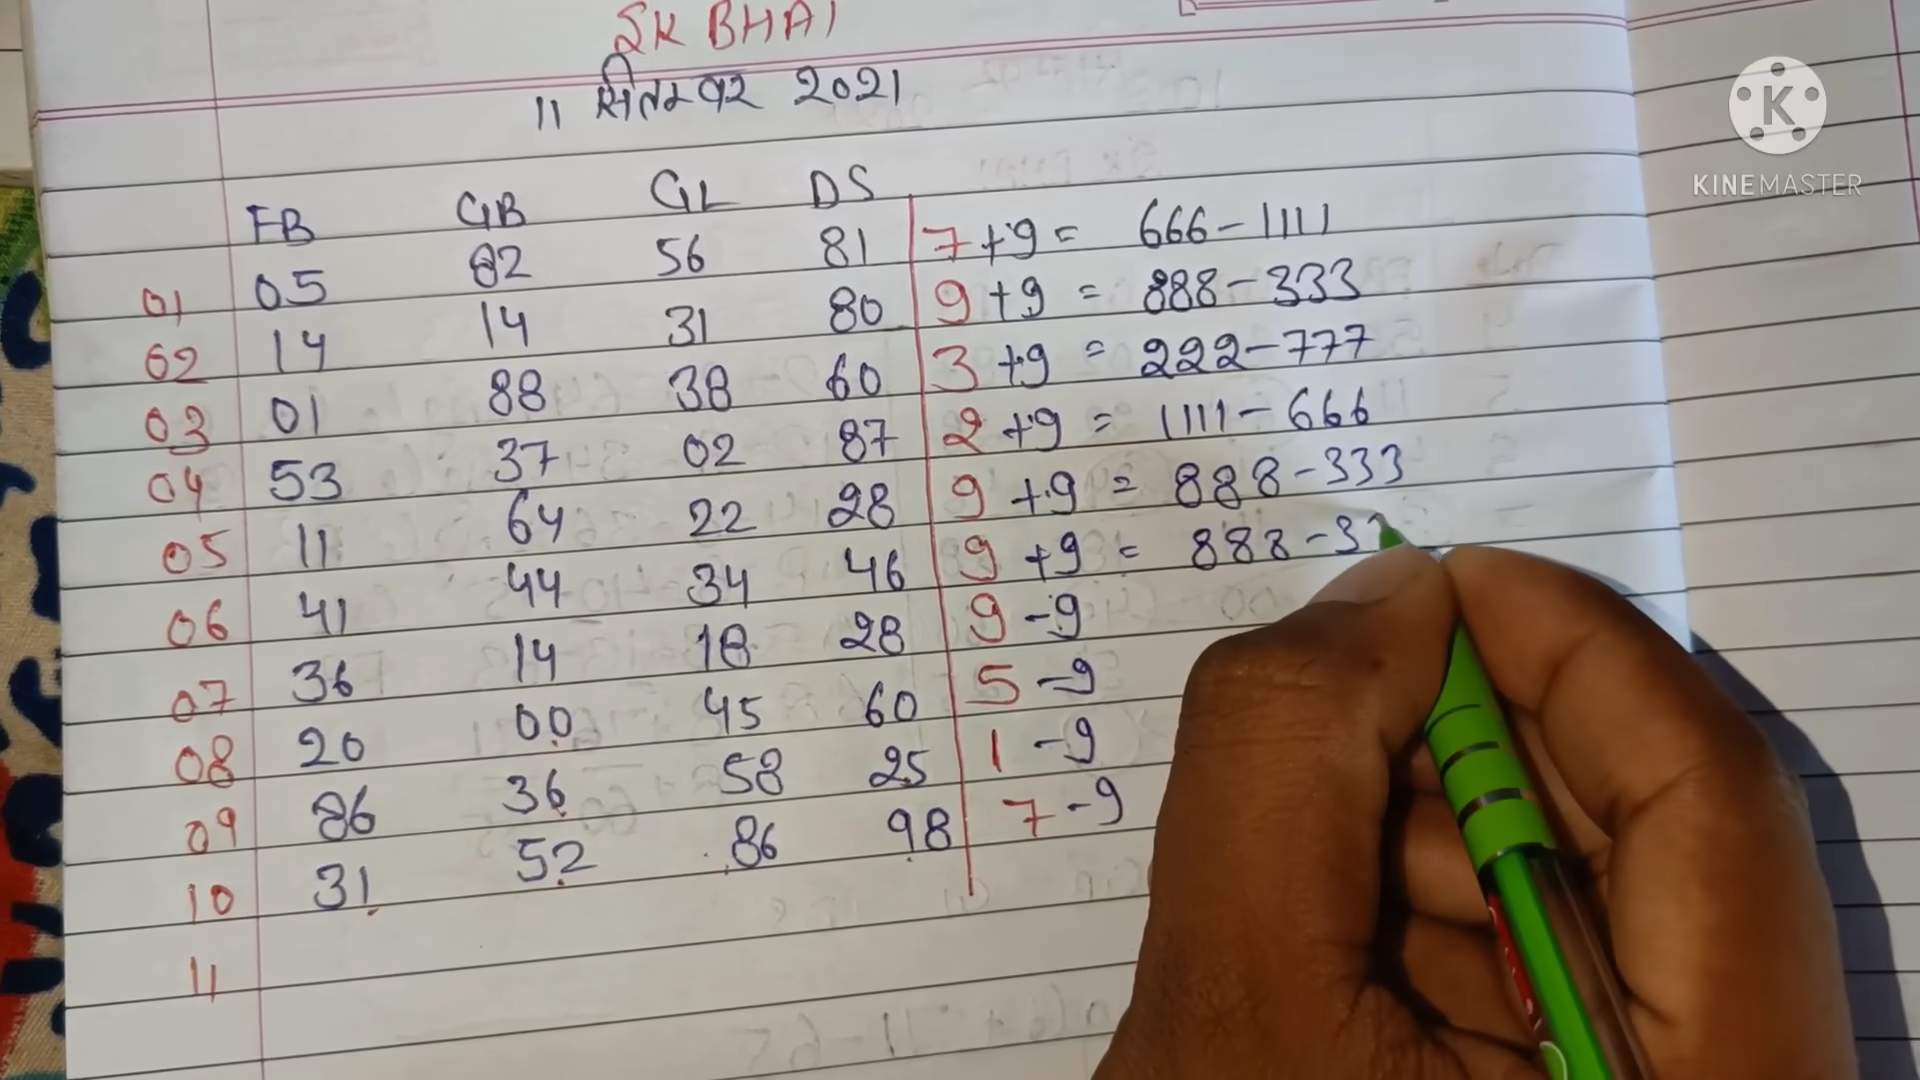 SK BHAI
11 सितम्बर 2021
K
KINEMASTER
FB GB GL DS
01 05 82 56 81 7+9= 666-1111
02 14 14 31 80 9+9 = 888-333
03 01 88 38 60 3+9 = 222-777
04 53 37 02 87 2+9 = 1111-666
05 11 64 22 28 9+9 = 888-333
06 41 44 34 46 9+9 = 888-33
07 36 14 18 28 9-9
08 20 00 45 60 5-9
09 86 36 58 25 1-9
10 31 52 86 98 7-9
11